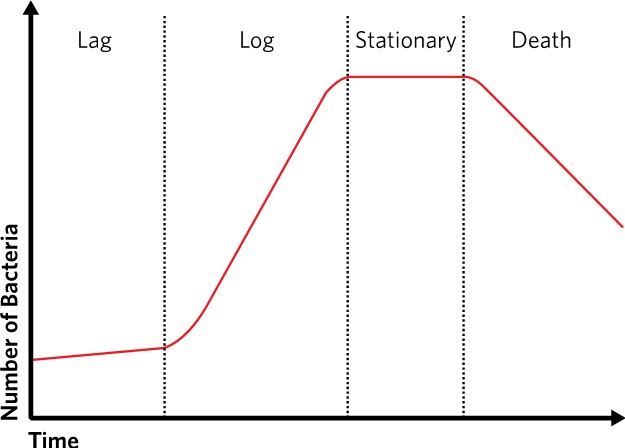 Lag
Log
Stationary
Death
Number of Bacteria
Time